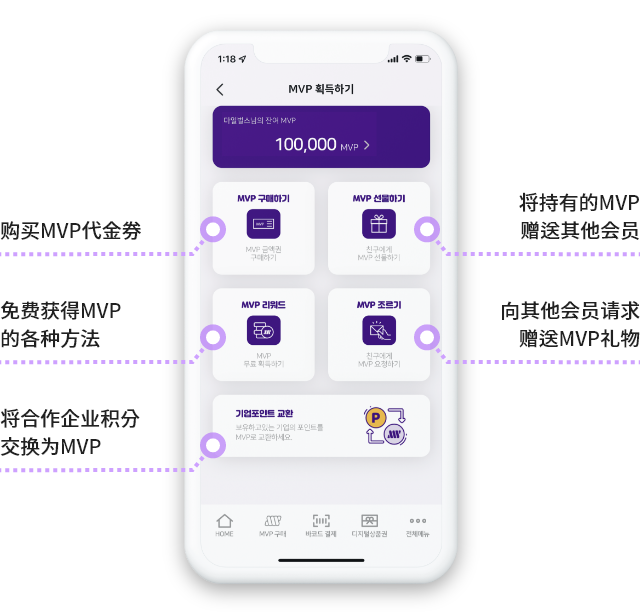 1:18
MVP 획득하기
마일벌스님의 잔여 MVP
100,000 MVP
MVP 구매하기
MVP
MVP 금액권
구매하기
MVP 선물하기
친구에게
MVP 선물하기
购买MVP代金券
将持有的MVP
赠送其他会员
MVP 리워드
MVP
무료 획득하기
MVP 조르기
친구에게
MVP 요청하기
免费获得MVP
的各种方法
向其他会员请求
赠送MVP礼物
기업포인트 교환
보유하고있는 기업의 포인트를
MVP로 교환하세요.
P
将合作企业积分
交换为MVP
HOME
MVP 구매
바코드 결제
디지털상품권
전체메뉴